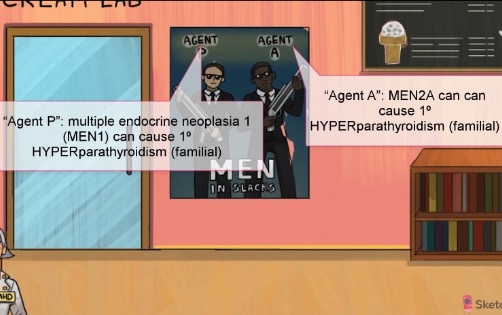 CREAM LAB
AGENT
P
AGENT
A
"Agent P": multiple endocrine neoplasia 1
(MEN1) can cause 1º
HYPERparathyroidism (familial)
"Agent A": MEN2A can can
cause 1º
HYPERparathyroidism (familial)
MEN
IN SLACKS
Sketc